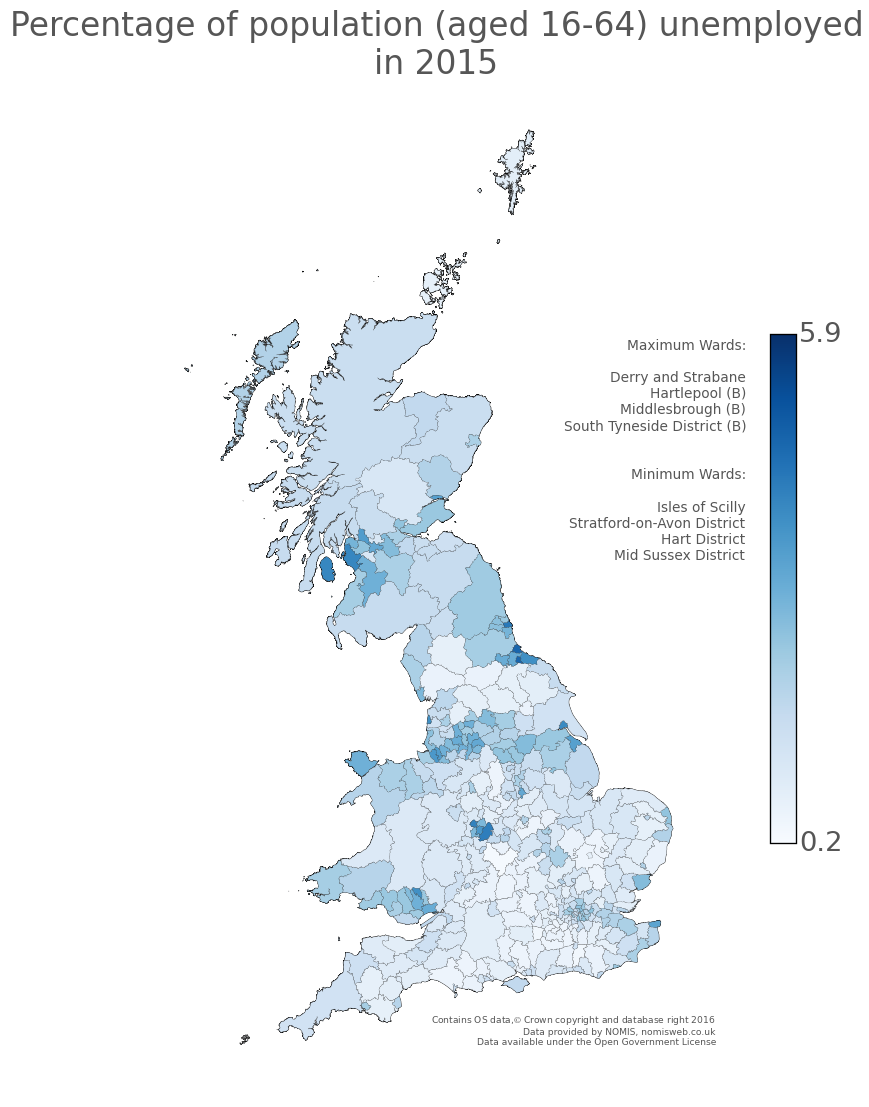 Percentage of population (aged 16-64) unemployed
in 2015
5.9
Maximum Wards:
Derry and Strabane
Hartlepool (B)
Middlesbrough (B)
South Tyneside District (B)
Minimum Wards:
Isles of Scilly
Stratford-on-Avon District
Hart District
Mid Sussex District
0.2
Contains OS data,© Crown copyright and database right 2016
Data provided by NOMIS, nomisweb.co.uk
Data available under the Open Government License